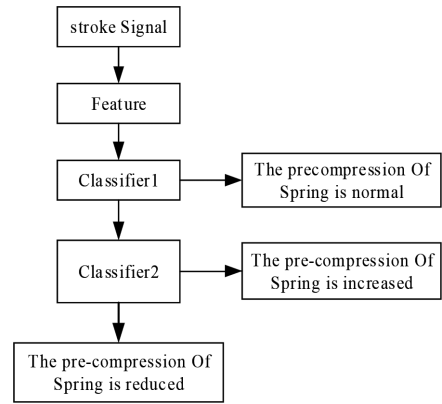 stroke Signal
Feature
Classifier1
The precompression Of
Spring is normal
Classifier2
The pre-compression Of
Spring is increased
The pre-compression Of
Spring is reduced